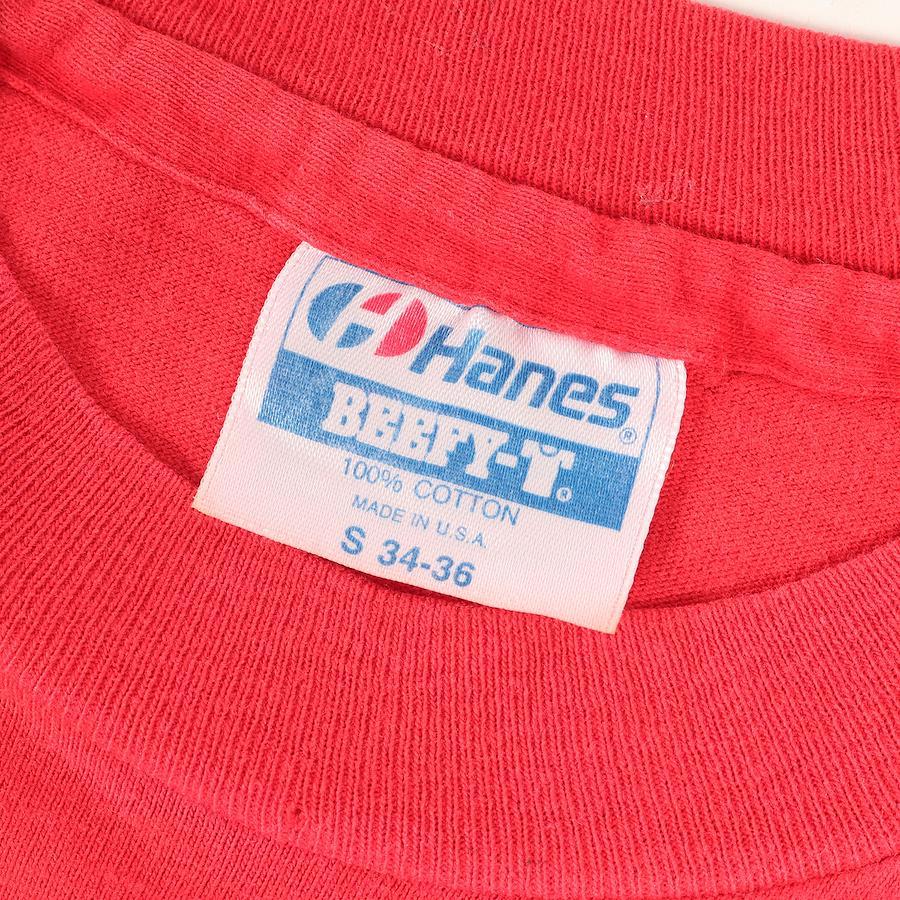 Hanes®
BEEFY-T®
100% COTTON
MADE IN U.S.A.
S 34-36